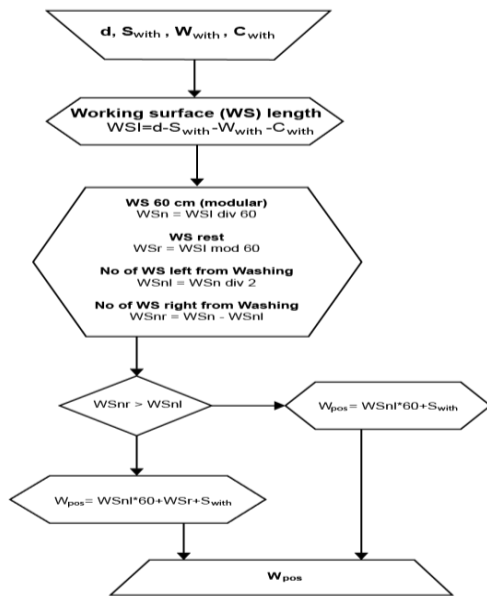 d, Swith , Wwith , Cwith
Working surface (WS) length
WSl=d-Swith-Wwith -Cwith
WS 60 cm (modular)
WSn = WSl div 60
WS rest
WSr = WSl mod 60
No of WS left from Washing
WSnl = WSn div 2
No of WS right from Washing
WSnr = WSn - WSnl
WSnr > WSnl
Wpos= WSnl*60+Swith
Wpos= WSnl*60+WSr+Swith
Wpos